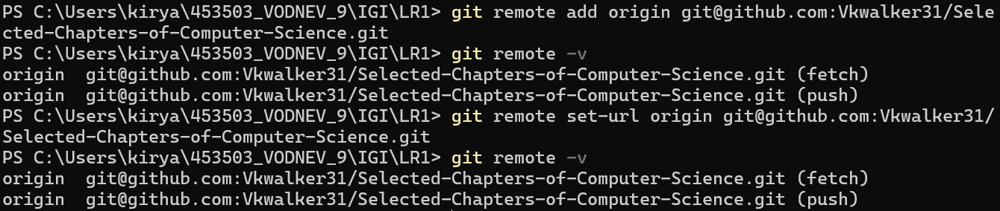 PS C:\Users\kirya\453503_VODNEV_9\IGI\LR1> git remote add origin git@github.com:Vkwalker31/Sele
cted-Chapters-of-Computer-Science.git
PS C:\Users\kirya\453503_VODNEV_9\IGI\LR1> git remote -v
origin  git@github.com:Vkwalker31/Selected-Chapters-of-Computer-Science.git (fetch)
origin  git@github.com:Vkwalker31/Selected-Chapters-of-Computer-Science.git (push)
PS C:\Users\kirya\453503_VODNEV_9\IGI\LR1> git remote set-url origin git@github.com:Vkwalker31/
Selected-Chapters-of-Computer-Science.git
PS C:\Users\kirya\453503_VODNEV_9\IGI\LR1> git remote -v
origin  git@github.com:Vkwalker31/Selected-Chapters-of-Computer-Science.git (fetch)
origin  git@github.com:Vkwalker31/Selected-Chapters-of-Computer-Science.git (push)